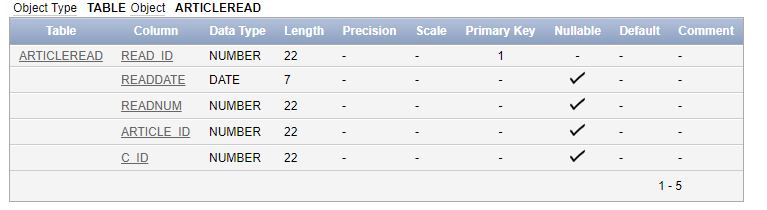 Object Type TABLE Object ARTICLEREAD
Table Column Data Type Length Precision Scale Primary Key Nullable Default Comment
ARTICLEREAD READ_ID NUMBER 22 - - 1 - - -
READDATE DATE 7 - - - ✓ - -
READNUM NUMBER 22 - - - ✓ - -
ARTICLE_ID NUMBER 22 - - - ✓ - -
C_ID NUMBER 22 - - - ✓ - -
1 - 5